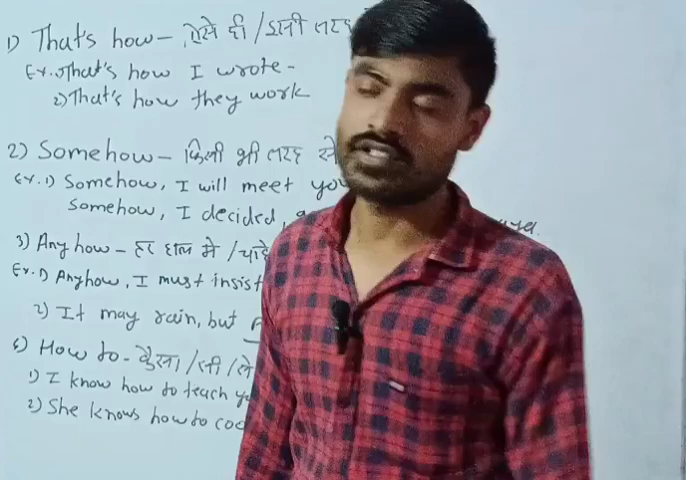 1) That's how - ऐसे ही / इसी तरह
Ex. 1) That's how I wrote -
2) That's how they work
2) Somehow - किसी भी तरह से
Ex. 1) Somehow, I will meet you
Somehow, I decided,
3) Anyhow - हर हाल मे / चाहे
Ex. 1) Anyhow, I must insist
2) It may rain, but
How to -
1) I know how to teach
2) She knows how to